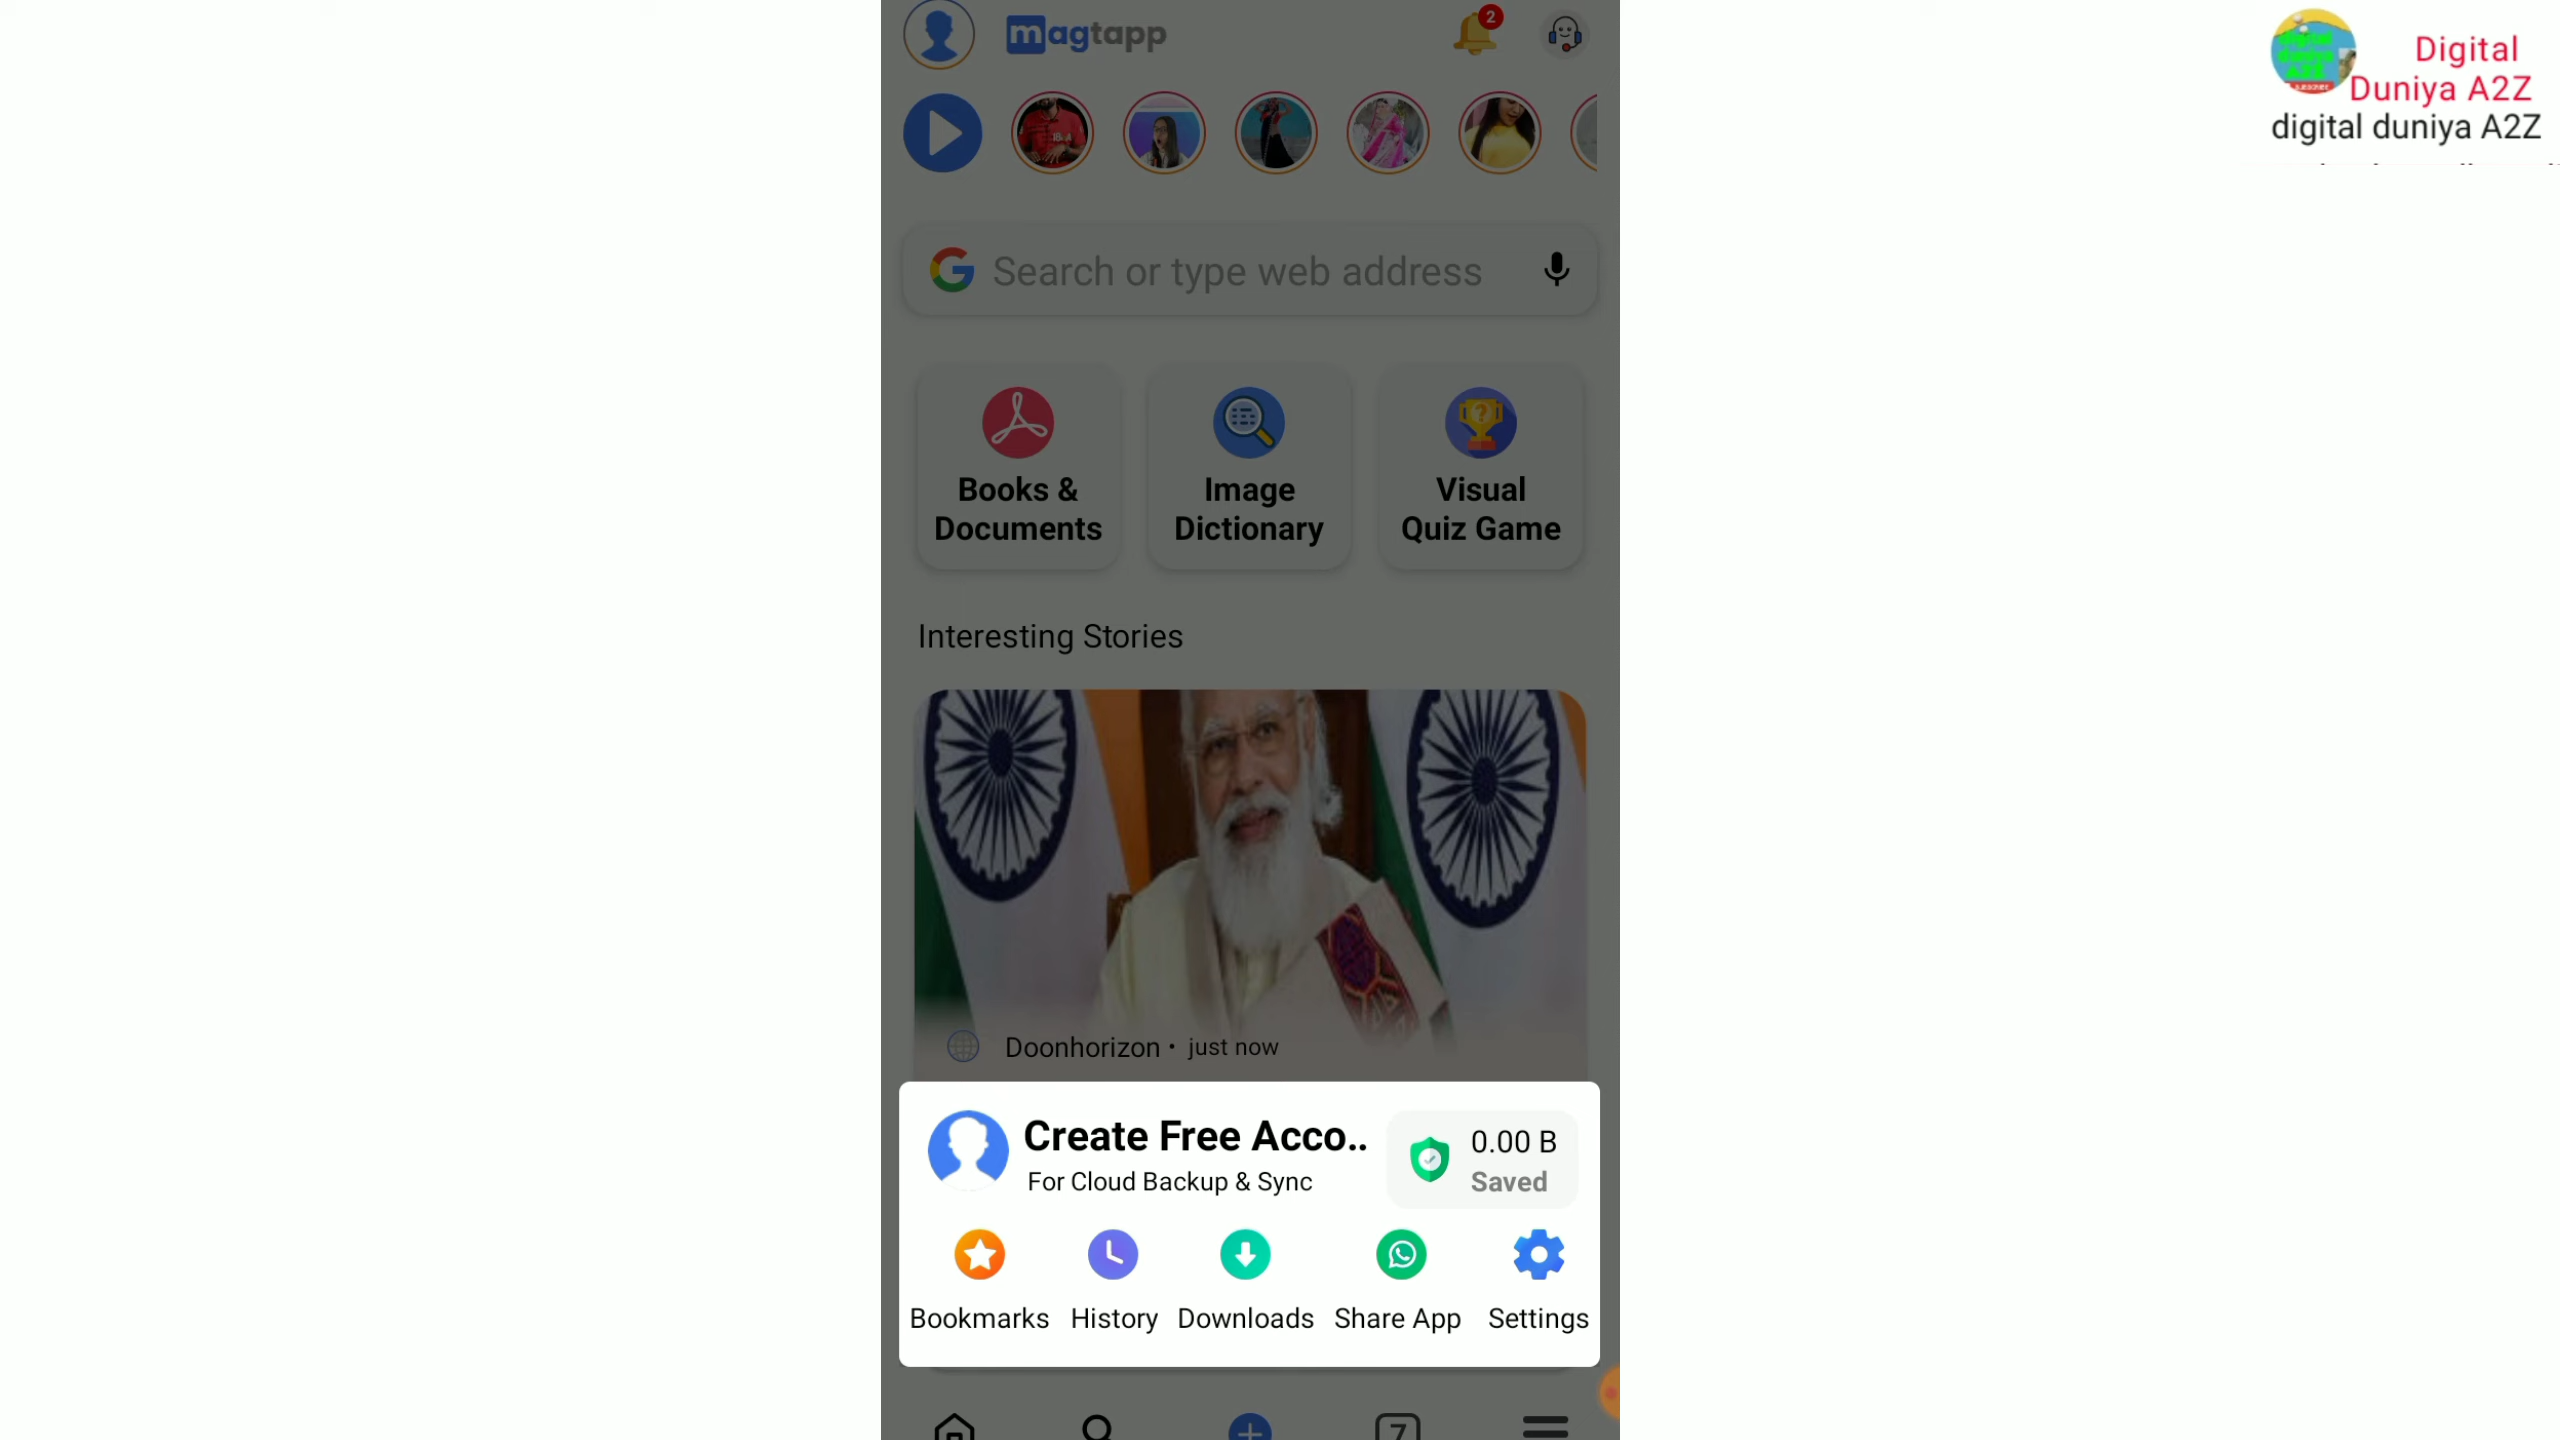 magtapp
2
Digital
Duniya A2Z
digital duniya A2Z
Search or type web address
Books &
Documents
Image
Dictionary
Visual
Quiz Game
Interesting Stories
Doonhorizon • just now
Create Free Acco..
0.00 B
For Cloud Backup & Sync
Saved
Bookmarks
History
Downloads
Share App
Settings
7